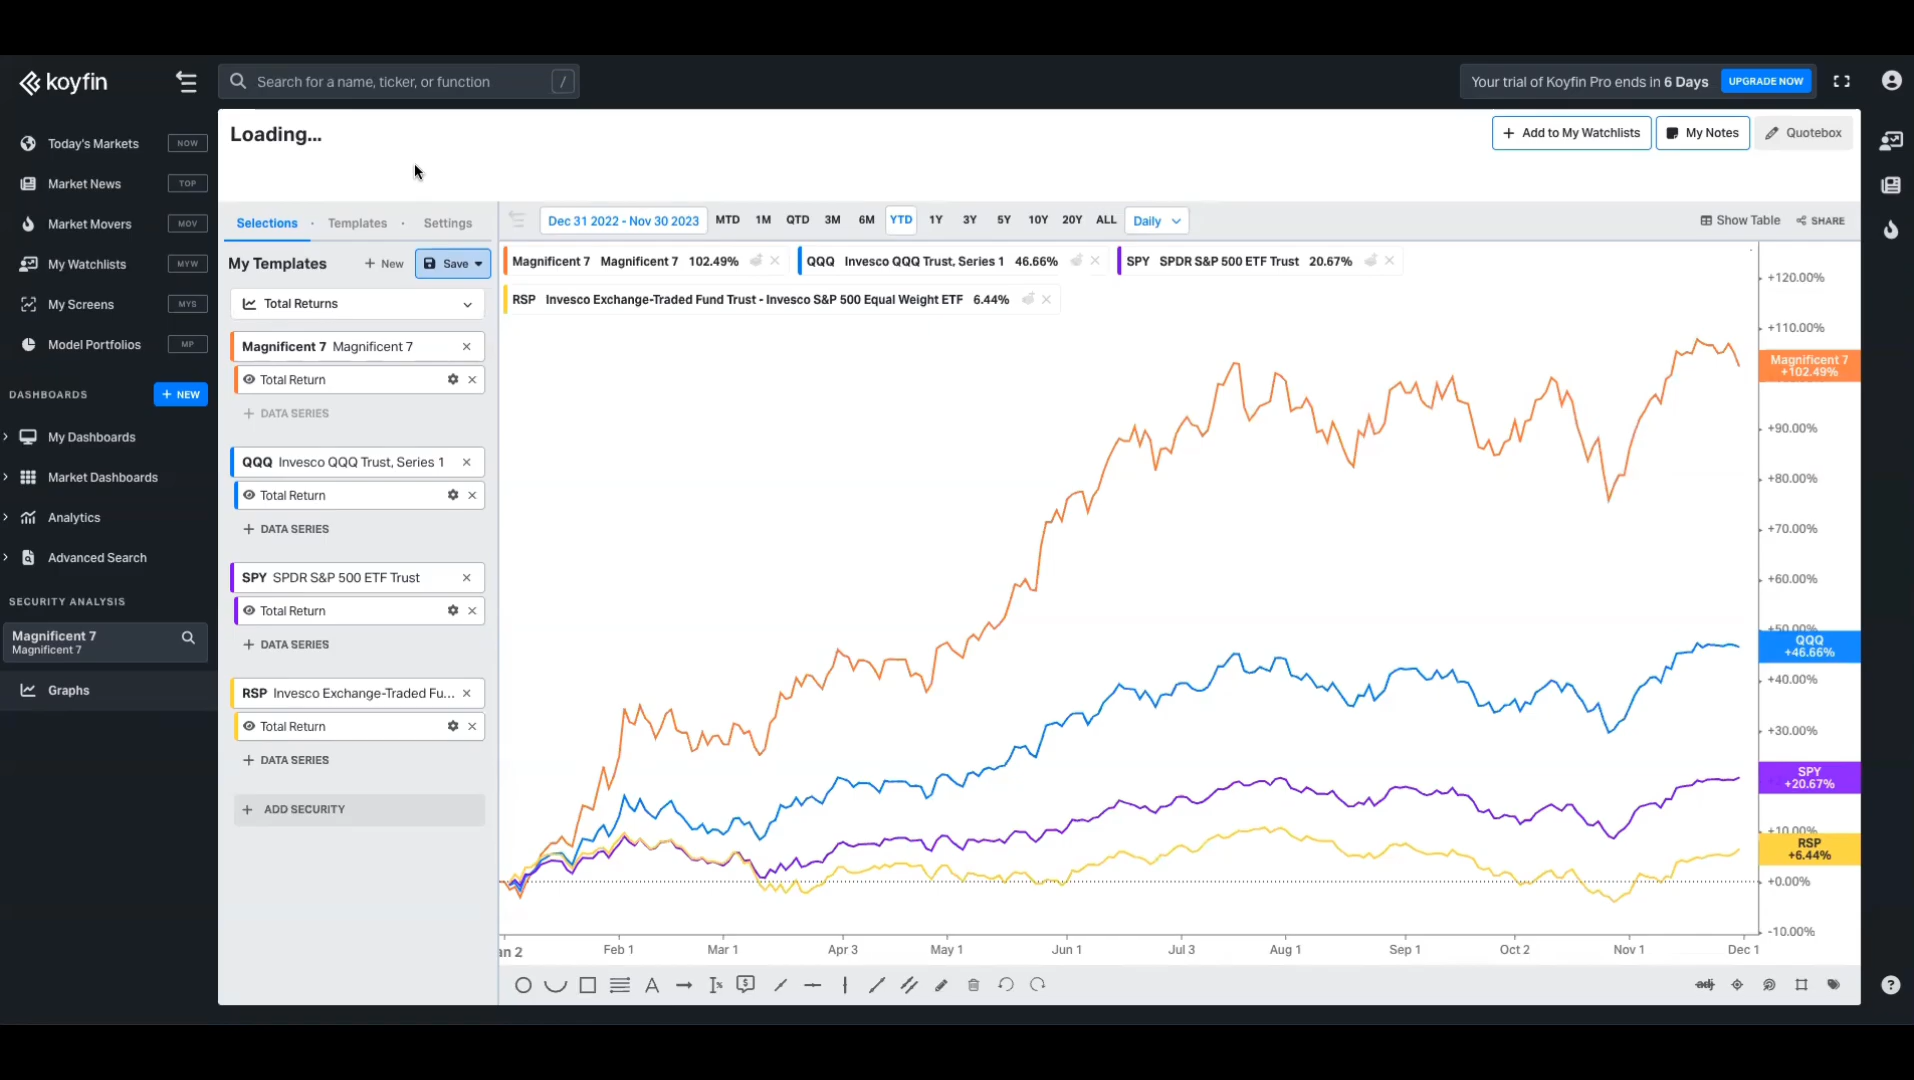 koyfin
Search for a name, ticker, or function
/
Your trial of Koyfin Pro ends in 6 Days
UPGRADE NOW
Today's Markets
NOW
Market News
TOP
Market Movers
MOV
My Watchlists
MYW
My Screens
MYS
Model Portfolios
MP
DASHBOARDS
+ NEW
My Dashboards
Market Dashboards
Analytics
Advanced Search
SECURITY ANALYSIS
Magnificent 7
Magnificent 7
Graphs
Loading...
+ Add to My Watchlists
My Notes
Quotebox
Selections · Templates · Settings
My Templates
+ New
Save
Total Returns
Magnificent 7 Magnificent 7
Total Return
+ DATA SERIES
QQQ Invesco QQQ Trust, Series 1
Total Return
+ DATA SERIES
SPY SPDR S&P 500 ETF Trust
Total Return
+ DATA SERIES
RSP Invesco Exchange-Traded Fu...
Total Return
+ DATA SERIES
+ ADD SECURITY
Dec 31 2022 - Nov 30 2023
MTD 1M QTD 3M 6M YTD 1Y 3Y 5Y 10Y 20Y ALL
Daily
Show Table
SHARE
Magnificent 7 Magnificent 7 102.49%
QQQ Invesco QQQ Trust, Series 1 46.66%
SPY SPDR S&P 500 ETF Trust 20.67%
RSP Invesco Exchange-Traded Fund Trust - Invesco S&P 500 Equal Weight ETF 6.44%
+120.00%
+110.00%
Magnificent 7
+102.49%
+90.00%
+80.00%
+70.00%
+60.00%
+50.00%
QQQ
+46.66%
+40.00%
+30.00%
SPY
+20.67%
+10.00%
RSP
+6.44%
+0.00%
-10.00%
an 2 Feb 1 Mar 1 Apr 3 May 1 Jun 1 Jul 3 Aug 1 Sep 1 Oct 2 Nov 1 Dec 1
A
adj
?